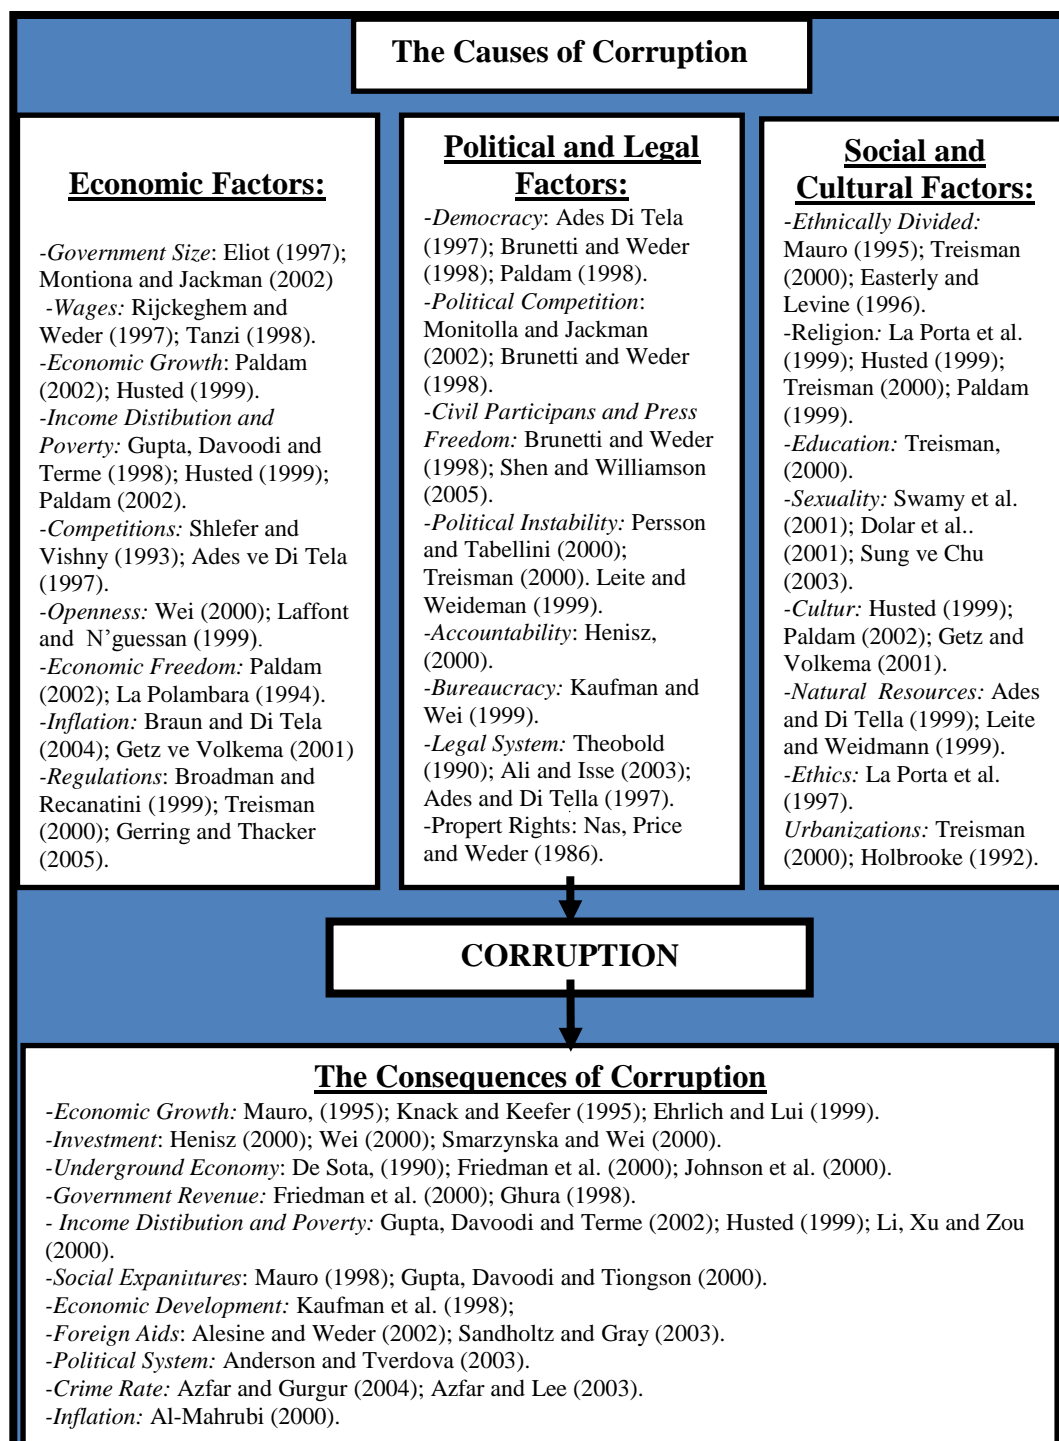 The Causes of Corruption
Economic Factors:
-Government Size: Eliot (1997);
Montiona and Jackman (2002)
-Wages: Rijckeghem and
Weder (1997); Tanzi (1998).
-Economic Growth: Paldam
(2002); Husted (1999).
-Income Distibution and
Poverty: Gupta, Davoodi and
Terme (1998); Husted (1999);
Paldam (2002).
-Competitions: Shlefer and
Vishny (1993); Ades ve Di Tela
(1997).
-Openness: Wei (2000); Laffont
and N'guessan (1999).
-Economic Freedom: Paldam
(2002); La Polambara (1994).
-Inflation: Braun and Di Tela
(2004); Getz ve Volkema (2001)
-Regulations: Broadman and
Recanatini (1999); Treisman
(2000); Gerring and Thacker
(2005).
Political and Legal
Factors:
-Democracy: Ades Di Tela
(1997); Brunetti and Weder
(1998); Paldam (1998).
-Political Competition:
Monitolla and Jackman
(2002); Brunetti and Weder
(1998).
-Civil Participans and Press
Freedom: Brunetti and Weder
(1998); Shen and Williamson
(2005).
-Political Instability: Persson
and Tabellini (2000);
Treisman (2000). Leite and
Weideman (1999).
-Accountability: Henisz,
(2000).
-Bureaucracy: Kaufman and
Wei (1999).
-Legal System: Theobold
(1990); Ali and Isse (2003);
Ades and Di Tella (1997).
-Propert Rights: Nas, Price
and Weder (1986).
Social and
Cultural Factors:
-Ethnically Divided:
Mauro (1995); Treisman
(2000); Easterly and
Levine (1996).
-Religion: La Porta et al.
(1999); Husted (1999);
Treisman (2000); Paldam
(1999).
-Education: Treisman,
(2000).
-Sexuality: Swamy et al.
(2001); Dolar et al..
(2001); Sung ve Chu
(2003).
-Cultur: Husted (1999);
Paldam (2002); Getz and
Volkema (2001).
-Natural Resources: Ades
and Di Tella (1999); Leite
and Weidmann (1999).
-Ethics: La Porta et al.
(1997).
Urbanizations: Treisman
(2000); Holbrooke (1992).
CORRUPTION
The Consequences of Corruption
-Economic Growth: Mauro, (1995); Knack and Keefer (1995); Ehrlich and Lui (1999).
-Investment: Henisz (2000); Wei (2000); Smarzynska and Wei (2000).
-Underground Economy: De Sota, (1990); Friedman et al. (2000); Johnson et al. (2000).
-Government Revenue: Friedman et al. (2000); Ghura (1998).
- Income Distibution and Poverty: Gupta, Davoodi and Terme (2002); Husted (1999); Li, Xu and Zou
(2000).
-Social Expanitures: Mauro (1998); Gupta, Davoodi and Tiongson (2000).
-Economic Development: Kaufman et al. (1998);
-Foreign Aids: Alesine and Weder (2002); Sandholtz and Gray (2003).
-Political System: Anderson and Tverdova (2003).
-Crime Rate: Azfar and Gurgur (2004); Azfar and Lee (2003).
-Inflation: Al-Mahrubi (2000).